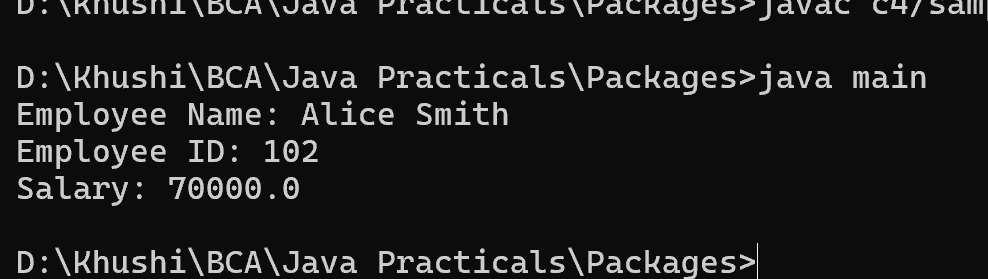 D:\Khushi\BCA\Java Practicals\Packages>javac c4/sam
D:\Khushi\BCA\Java Practicals\Packages>java main
Employee Name: Alice Smith
Employee ID: 102
Salary: 70000.0
D:\Khushi\BCA\Java Practicals\Packages>